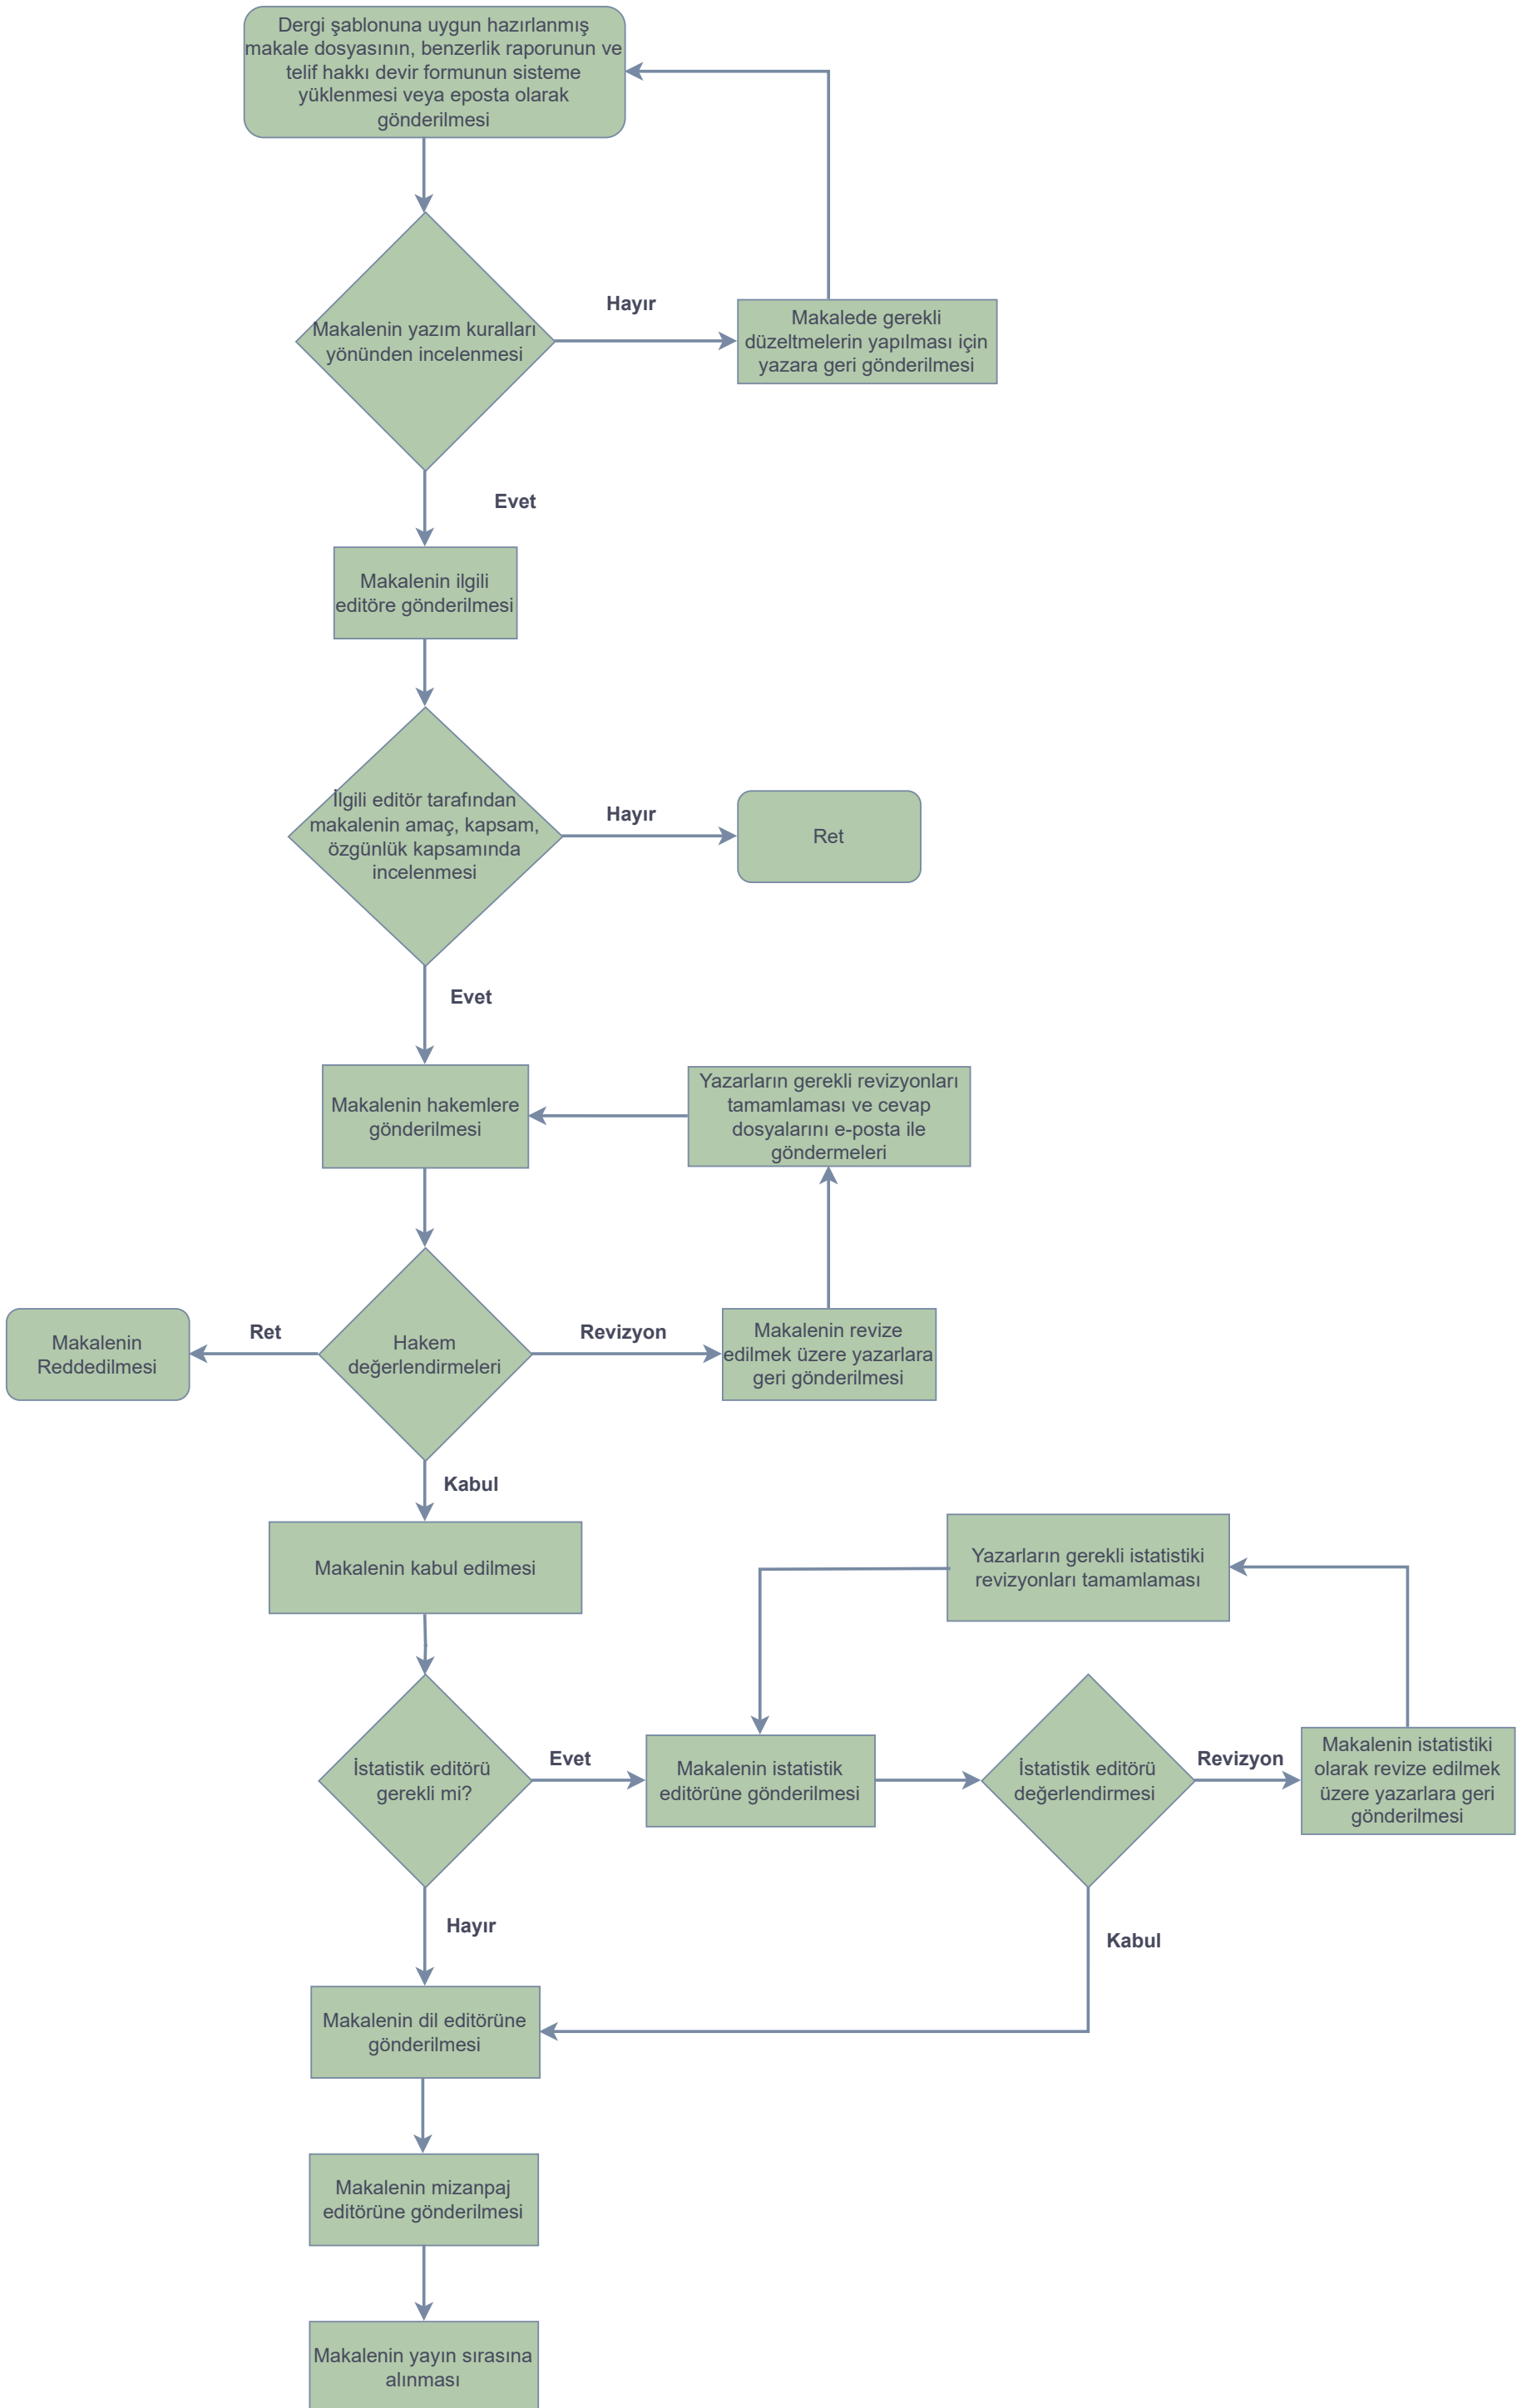 Dergi şablonuna uygun hazırlanmış
makale dosyasının, benzerlik raporunun ve
telif hakkı devir formunun sisteme
yüklenmesi veya eposta olarak
gönderilmesi
Makalenin yazım kuralları
yönünden incelenmesi
Hayır
Makalede gerekli
düzeltmelerin yapılması için
yazara geri gönderilmesi
Evet
Makalenin ilgili
editöre gönderilmesi
İlgili editör tarafından
makalenin amaç, kapsam,
özgünlük kapsamında
incelenmesi
Hayır
Ret
Evet
Makalenin hakemlere
gönderilmesi
Yazarların gerekli revizyonları
tamamlaması ve cevap
dosyalarını e-posta ile
göndermeleri
Makalenin
Reddedilmesi
Ret
Hakem
değerlendirmeleri
Revizyon
Makalenin revize
edilmek üzere yazarlara
geri gönderilmesi
Kabul
Makalenin kabul edilmesi
Yazarların gerekli istatistiki
revizyonları tamamlaması
İstatistik editörü
gerekli mi?
Evet
Makalenin istatistik
editörüne gönderilmesi
İstatistik editörü
değerlendirmesi
Revizyon
Makalenin istatistiki
olarak revize edilmek
üzere yazarlara geri
gönderilmesi
Hayır
Kabul
Makalenin dil editörüne
gönderilmesi
Makalenin mizanpaj
editörüne gönderilmesi
Makalenin yayın sırasına
alınması